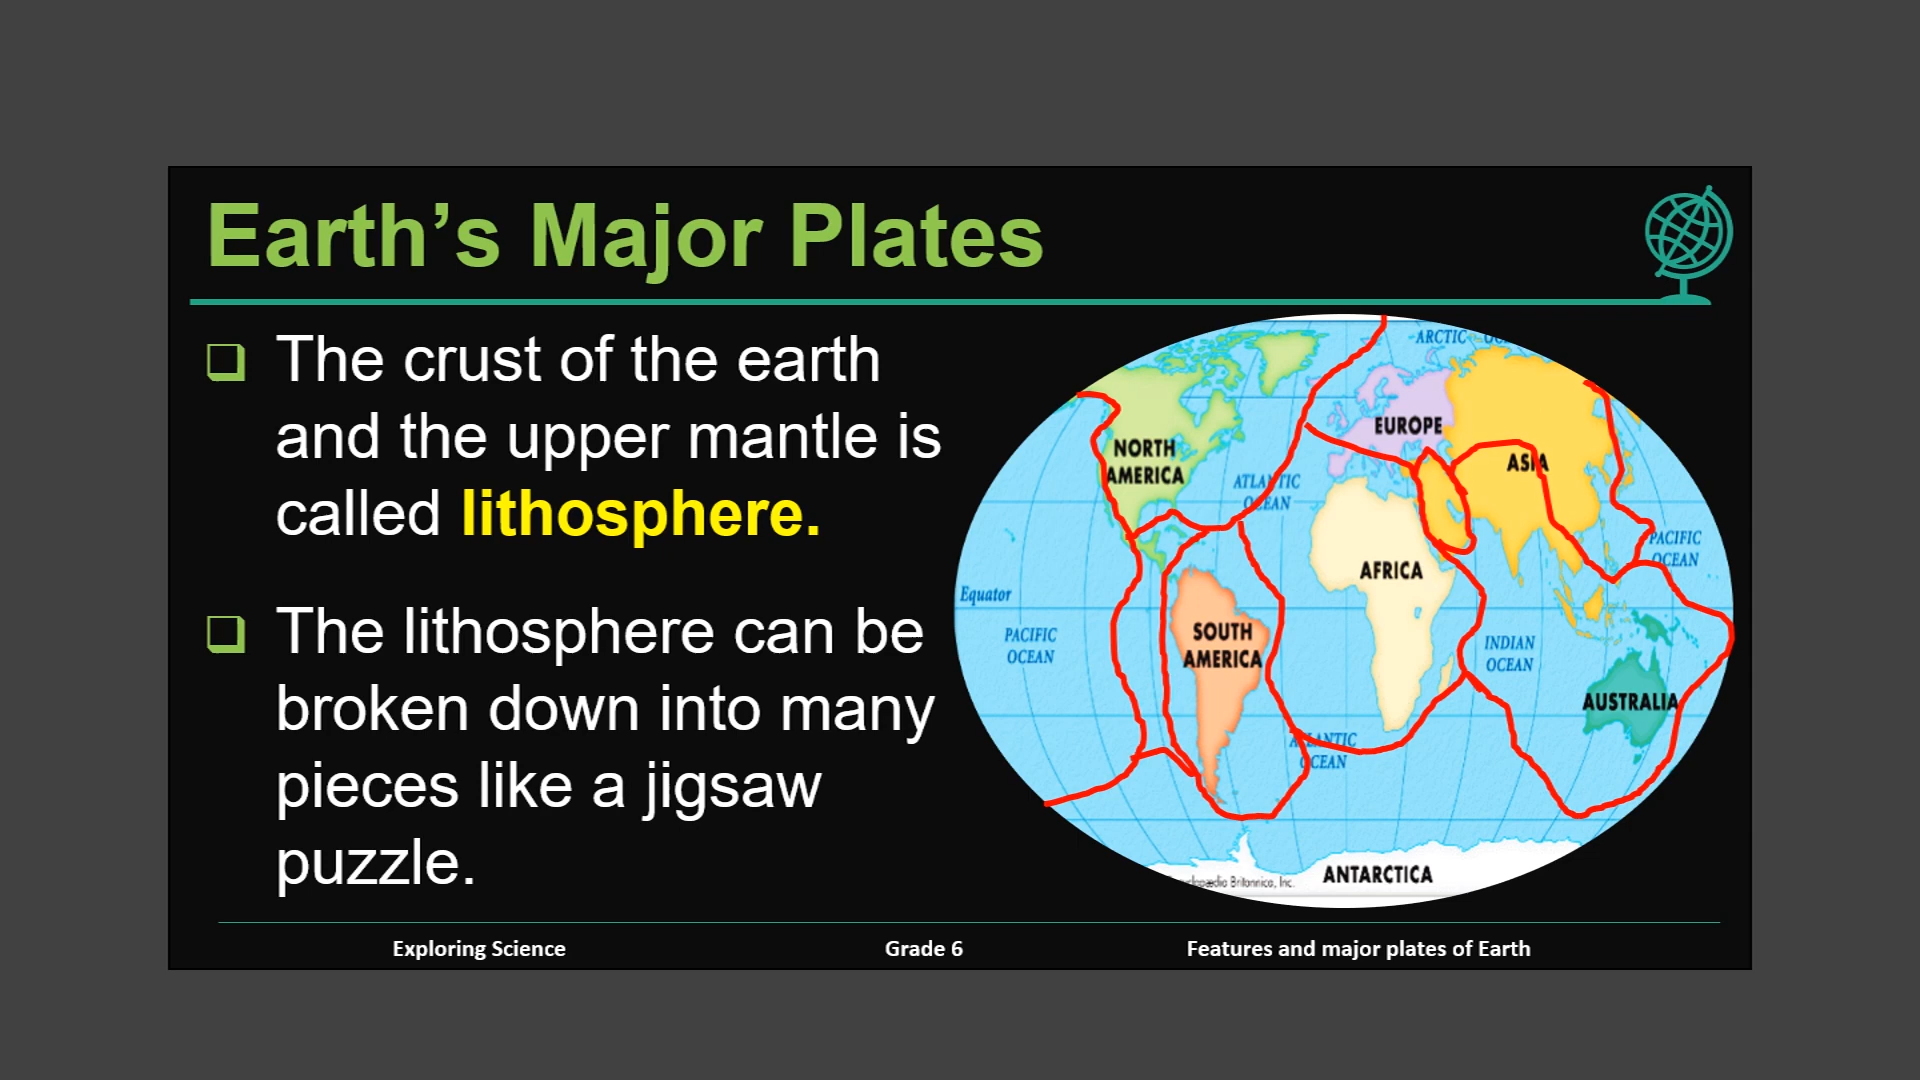 Earth's Major Plates
❑ The crust of the earth
and the upper mantle is
called lithosphere.
❑ The lithosphere can be
broken down into many
pieces like a jigsaw
puzzle.
ARCTIC
EUROPE
NORTH
AMERICA
ASIA
ATLANTIC
OCEAN
PACIFIC
OCEAN
AFRICA
Equator
PACIFIC
OCEAN
SOUTH
AMERICA
INDIAN
OCEAN
AUSTRALIA
ATLANTIC
OCEAN
ANTARCTICA
Britannica, Inc.
Exploring Science
Grade 6
Features and major plates of Earth